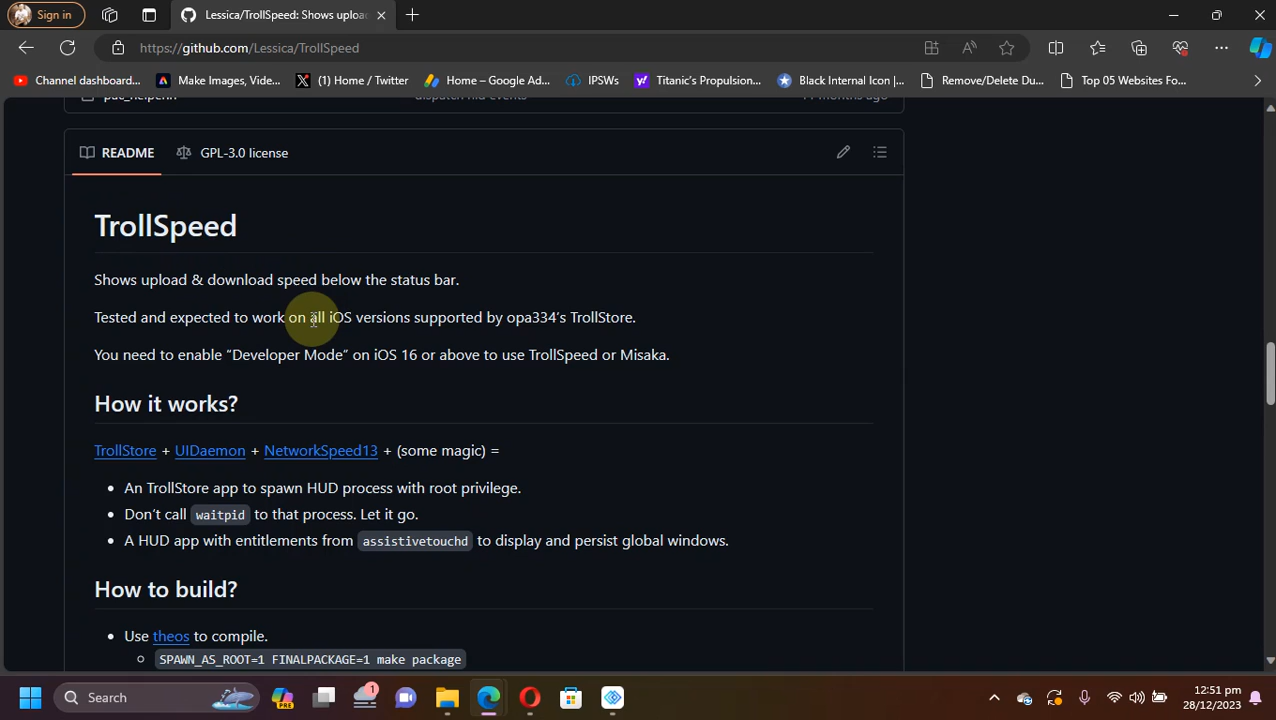 Sign in
Lessica/TrollSpeed: Shows uploa
https://github.com/Lessica/TrollSpeed
Channel dashboard...
Make Images, Vide...
(1) Home / Twitter
Home – Google Ad...
IPSWs
Titanic's Propulsion...
Black Internal Icon |...
Remove/Delete Du...
Top 05 Websites Fo...
README
GPL-3.0 license
TrollSpeed
Shows upload & download speed below the status bar.
Tested and expected to work on all iOS versions supported by opa334's TrollStore.
You need to enable "Developer Mode" on iOS 16 or above to use TrollSpeed or Misaka.
How it works?
TrollStore + UIDaemon + NetworkSpeed13 + (some magic) =
• An TrollStore app to spawn HUD process with root privilege.
• Don't call waitpid to that process. Let it go.
• A HUD app with entitlements from assistivetouchd to display and persist global windows.
How to build?
• Use theos to compile.
SPAWN_AS_ROOT=1 FINALPACKAGE=1 make package
Search
PRE
1
12:51 pm
28/12/2023